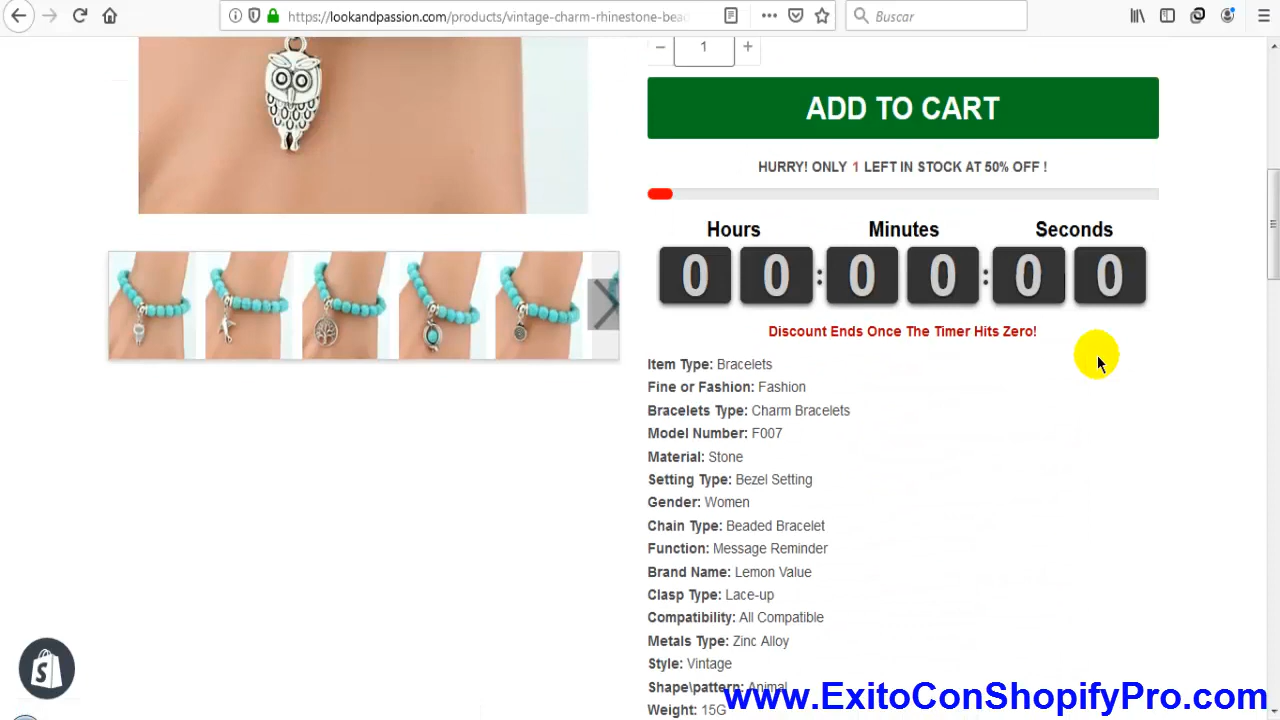 https://lookandpassion.com/products/vintage-charm-rhinestone-bead
Buscar
− 1 +
ADD TO CART
HURRY! ONLY 1 LEFT IN STOCK AT 50% OFF !
Hours Minutes Seconds
0 0 : 0 0 : 0 0
Discount Ends Once The Timer Hits Zero!
Item Type: Bracelets
Fine or Fashion: Fashion
Bracelets Type: Charm Bracelets
Model Number: F007
Material: Stone
Setting Type: Bezel Setting
Gender: Women
Chain Type: Beaded Bracelet
Function: Message Reminder
Brand Name: Lemon Value
Clasp Type: Lace-up
Compatibility: All Compatible
Metals Type: Zinc Alloy
Style: Vintage
Shape\pattern: Animal
Weight: 15G
www.ExitoConShopifyPro.com